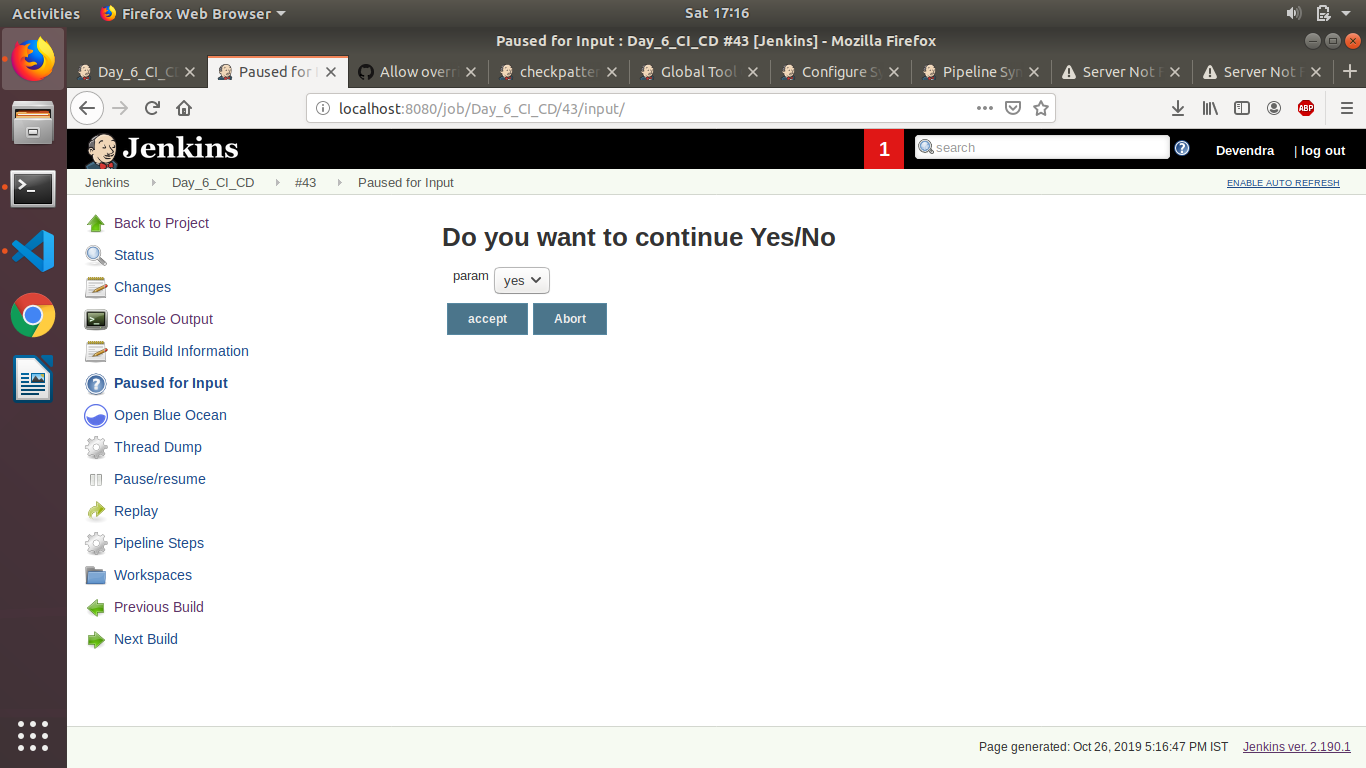 Activities Firefox Web Browser Sat 17:16
Paused for Input : Day_6_CI_CD #43 [Jenkins] - Mozilla Firefox
Day_6_CI_C Paused for I Allow overr checkpatter Global Tool Configure Sy Pipeline Syn Server Not F Server Not F
localhost:8080/job/Day_6_CI_CD/43/input/ ABP
Jenkins 1 search Devendra | log out
Jenkins Day_6_CI_CD #43 Paused for Input ENABLE AUTO REFRESH
Back to Project
Status
Changes
Console Output
Edit Build Information
Paused for Input
Open Blue Ocean
Thread Dump
Pause/resume
Replay
Pipeline Steps
Workspaces
Previous Build
Next Build
Do you want to continue Yes/No
param yes
accept Abort
Page generated: Oct 26, 2019 5:16:47 PM IST Jenkins ver. 2.190.1